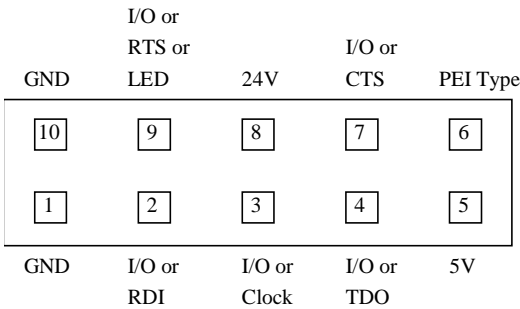 I/O or
RTS or I/O or
GND LED 24V CTS PEI Type
10 9 8 7 6
1 2 3 4 5
GND I/O or I/O or I/O or 5V
RDI Clock TDO